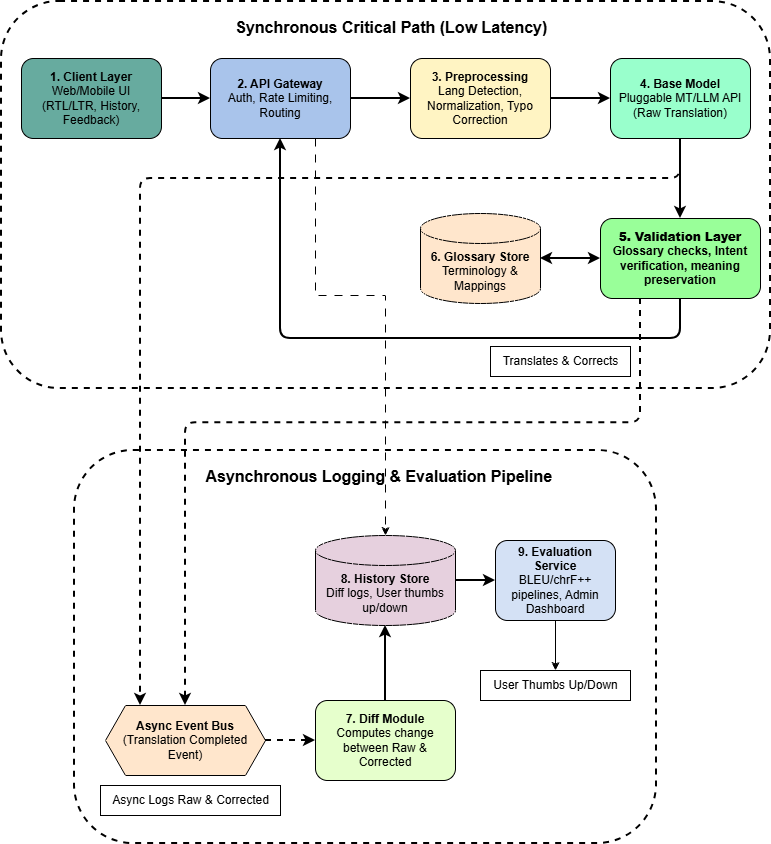 Synchronous Critical Path (Low Latency)
1. Client Layer
Web/Mobile UI
(RTL/LTR, History,
Feedback)
2. API Gateway
Auth, Rate Limiting,
Routing
3. Preprocessing
Lang Detection,
Normalization, Typo
Correction
4. Base Model
Pluggable MT/LLM API
(Raw Translation)
5. Validation Layer
Glossary checks, Intent
verification, meaning
preservation
6. Glossary Store
Terminology &
Mappings
Translates & Corrects
Asynchronous Logging & Evaluation Pipeline
8. History Store
Diff logs, User thumbs
up/down
9. Evaluation
Service
BLEU/chrF++
pipelines, Admin
Dashboard
User Thumbs Up/Down
Async Event Bus
(Translation Completed
Event)
7. Diff Module
Computes change
between Raw &
Corrected
Async Logs Raw & Corrected